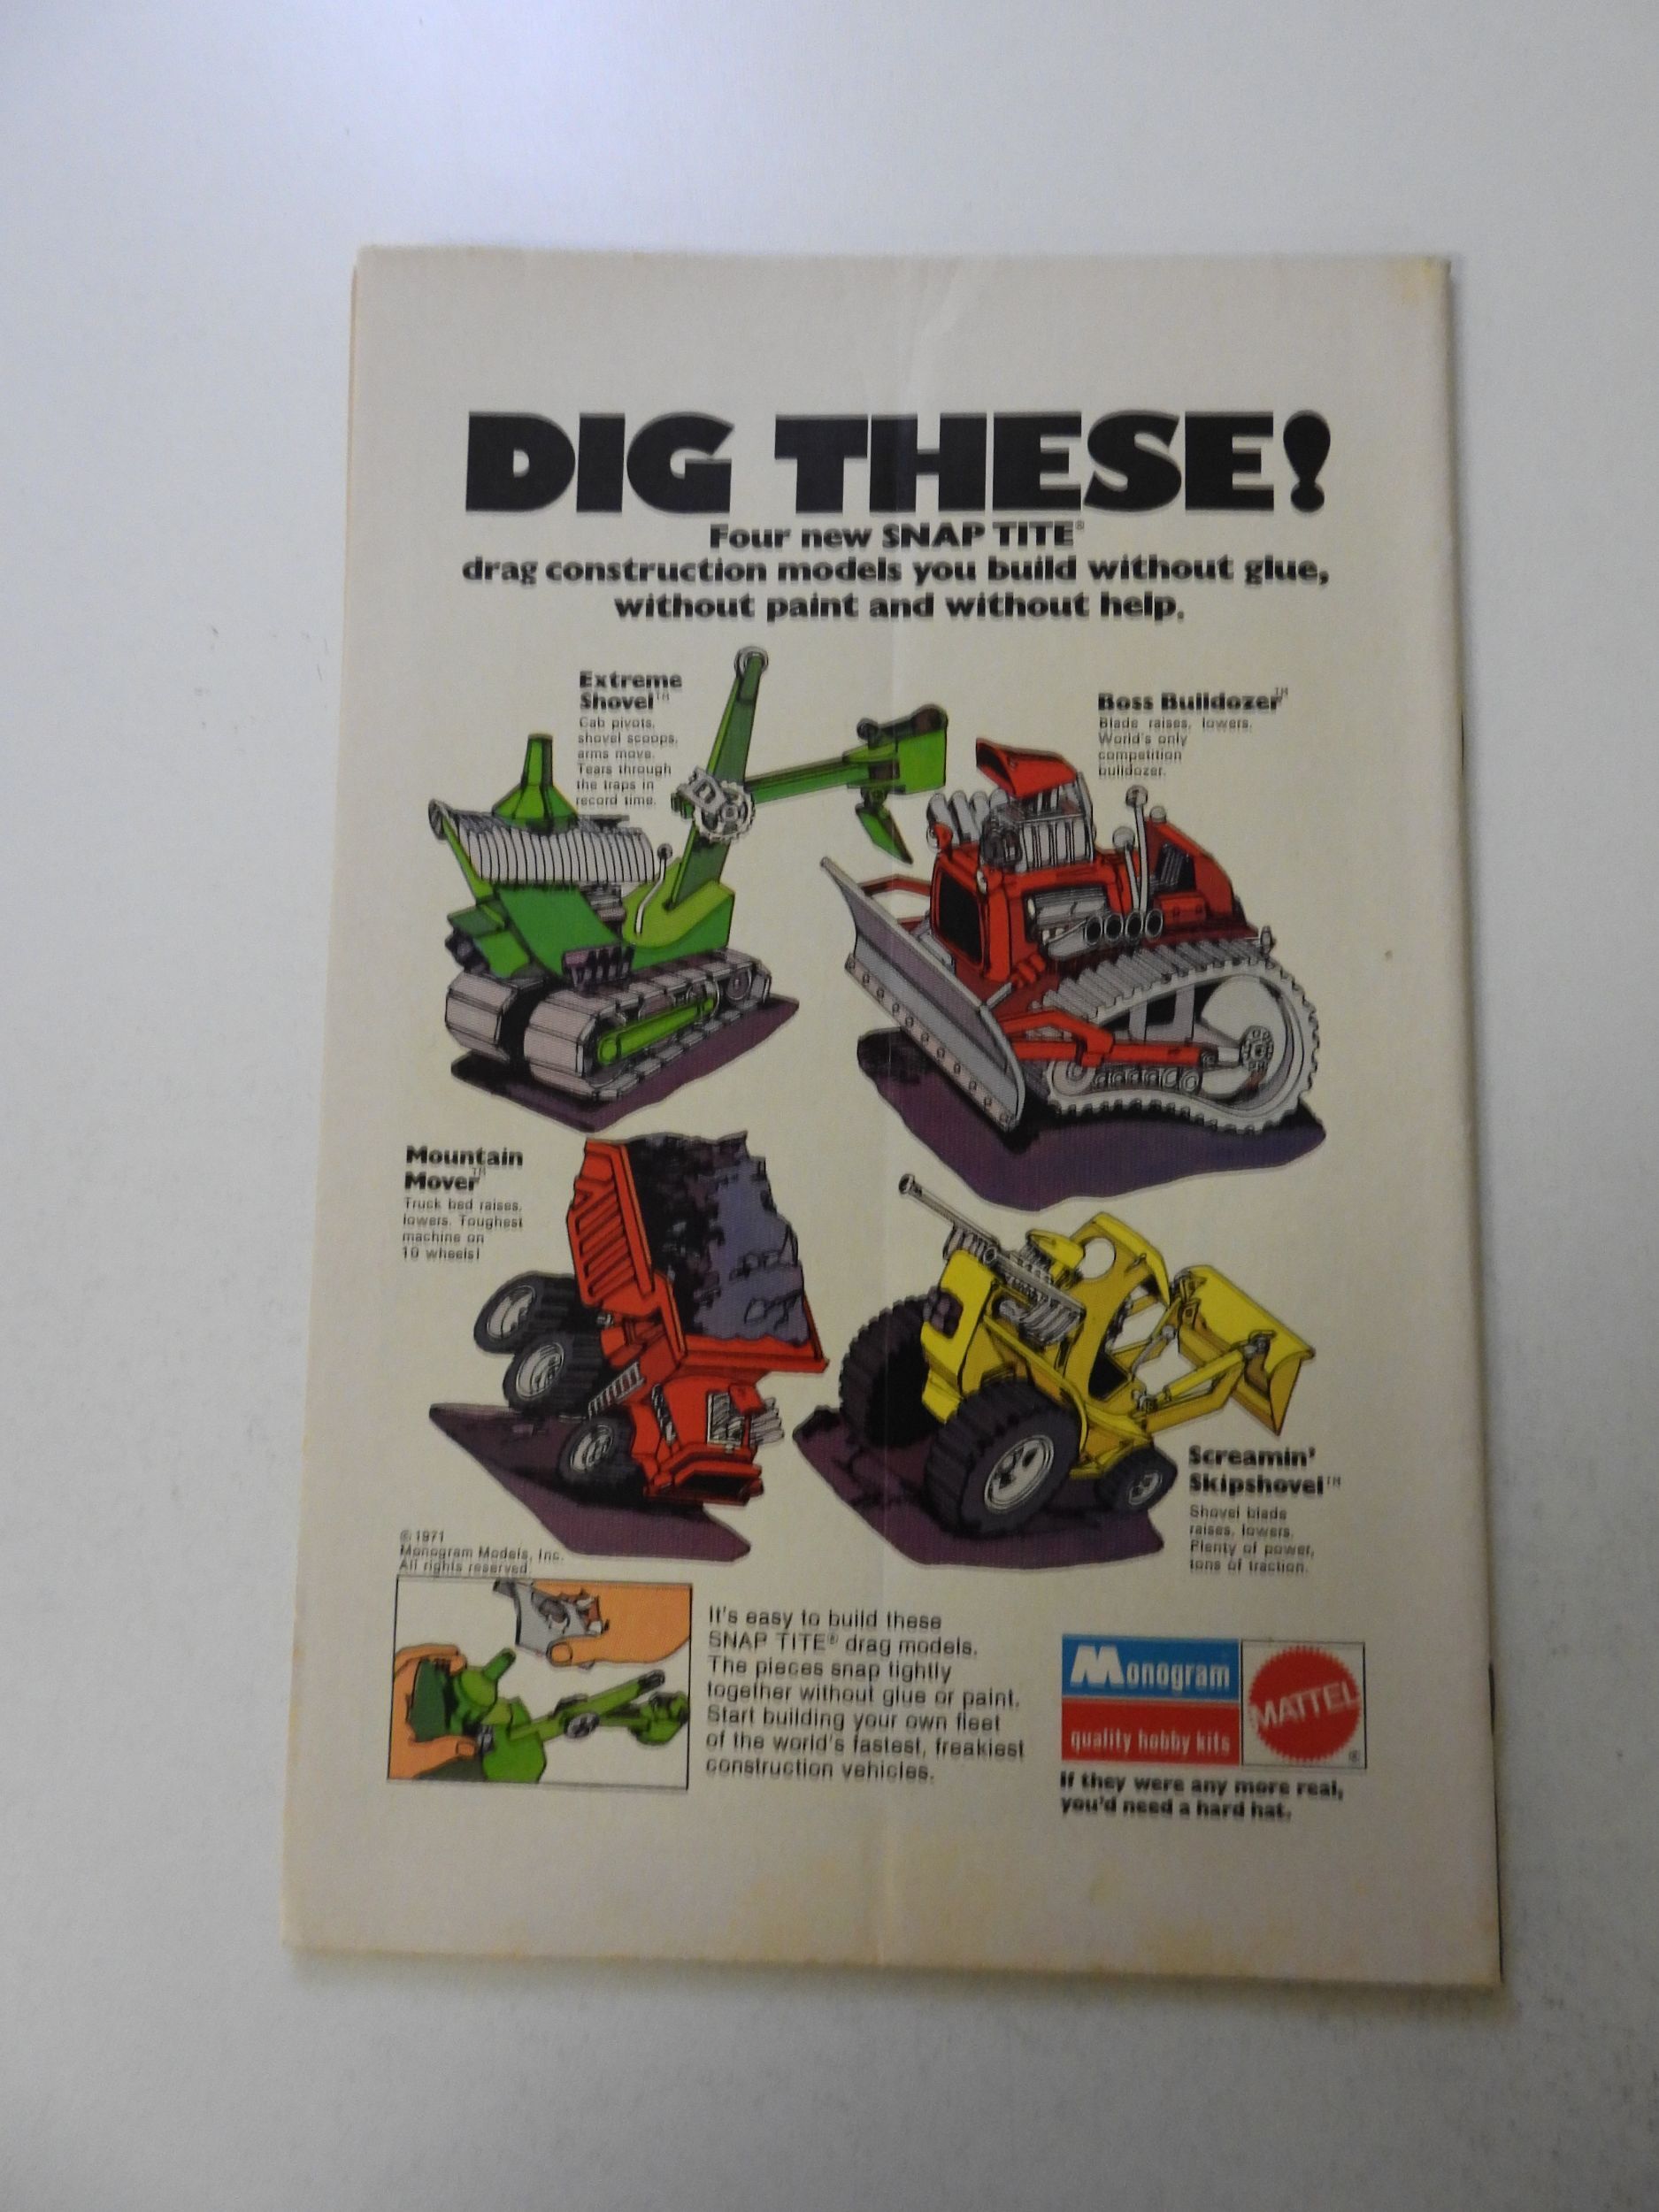 DIG THESE!
Four new SNAP TITE®
drag construction models you build without glue,
without paint and without help.
Extreme
Shovel™
Cab pivots,
shovel scoops,
arms move.
Tears through
the traps in
record time.
Boss Bulldozer™
Blade raises, lowers.
World's only
competition
bulldozer.
Mountain
Mover™
Truck bed raises,
lowers. Toughest
machine on
10 wheels!
Screamin'
Skipshovel™
Shovel blade
raises, lowers.
Plenty of power,
tons of traction.
© 1971
Monogram Models, Inc.
All rights reserved.
It's easy to build these
SNAP TITE® drag models.
The pieces snap tightly
together without glue or paint.
Start building your own fleet
of the world's fastest, freakiest
construction vehicles.
Monogram
quality hobby kits
MATTEL
®
If they were any more real,
you'd need a hard hat.